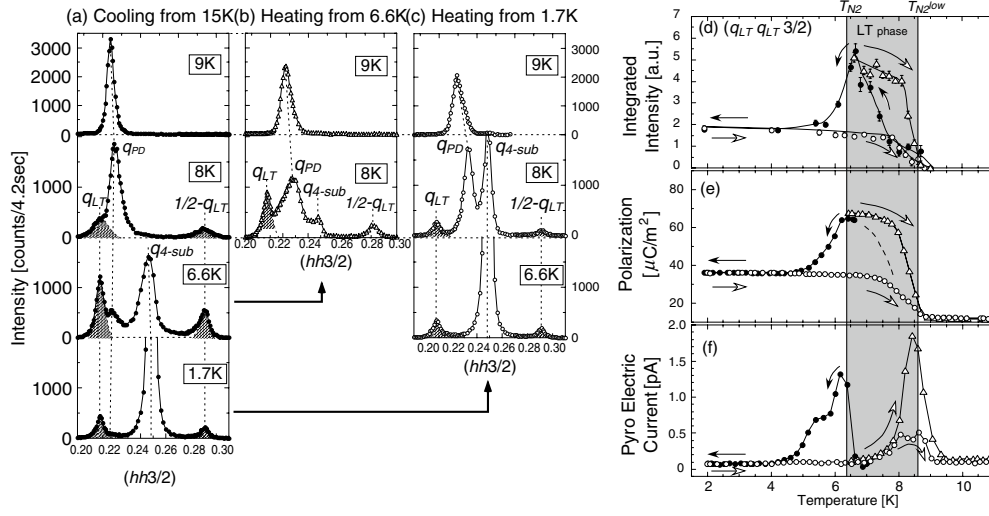 (a) Cooling from 15K
(b) Heating from 6.6K
(c) Heating from 1.7K
Intensity [counts/4.2sec]
3000
2000
1000
0
9K
q_PD
q_LT
8K
1/2-q_LT
1000
0
q_4-sub
6.6K
1000
0
1.7K
1000
0
0.20 0.22 0.24 0.26 0.28 0.30
(hh3/2)
9K
q_PD
q_LT
q_4-sub
8K
1/2-q_LT
0.20 0.22 0.24 0.26 0.28 0.30
(hh3/2)
9K
2000
1000
0
q_PD
q_4-sub
q_LT
8K
1/2-q_LT
1000
0
6.6K
1000
0
0.20 0.22 0.24 0.26 0.28 0.30
(hh3/2)
T_N2
T_N2^low
(d) (q_LT q_LT 3/2)
LT phase
Integrated
Intensity [a.u.]
7
6
5
4
3
2
1
0
(e)
Polarization
[μC/m²]
80
60
40
20
(f)
Pyro Electric
Current [pA]
2.0
1.5
1.0
0.5
0
2 4 6 8 10
Temperature [K]